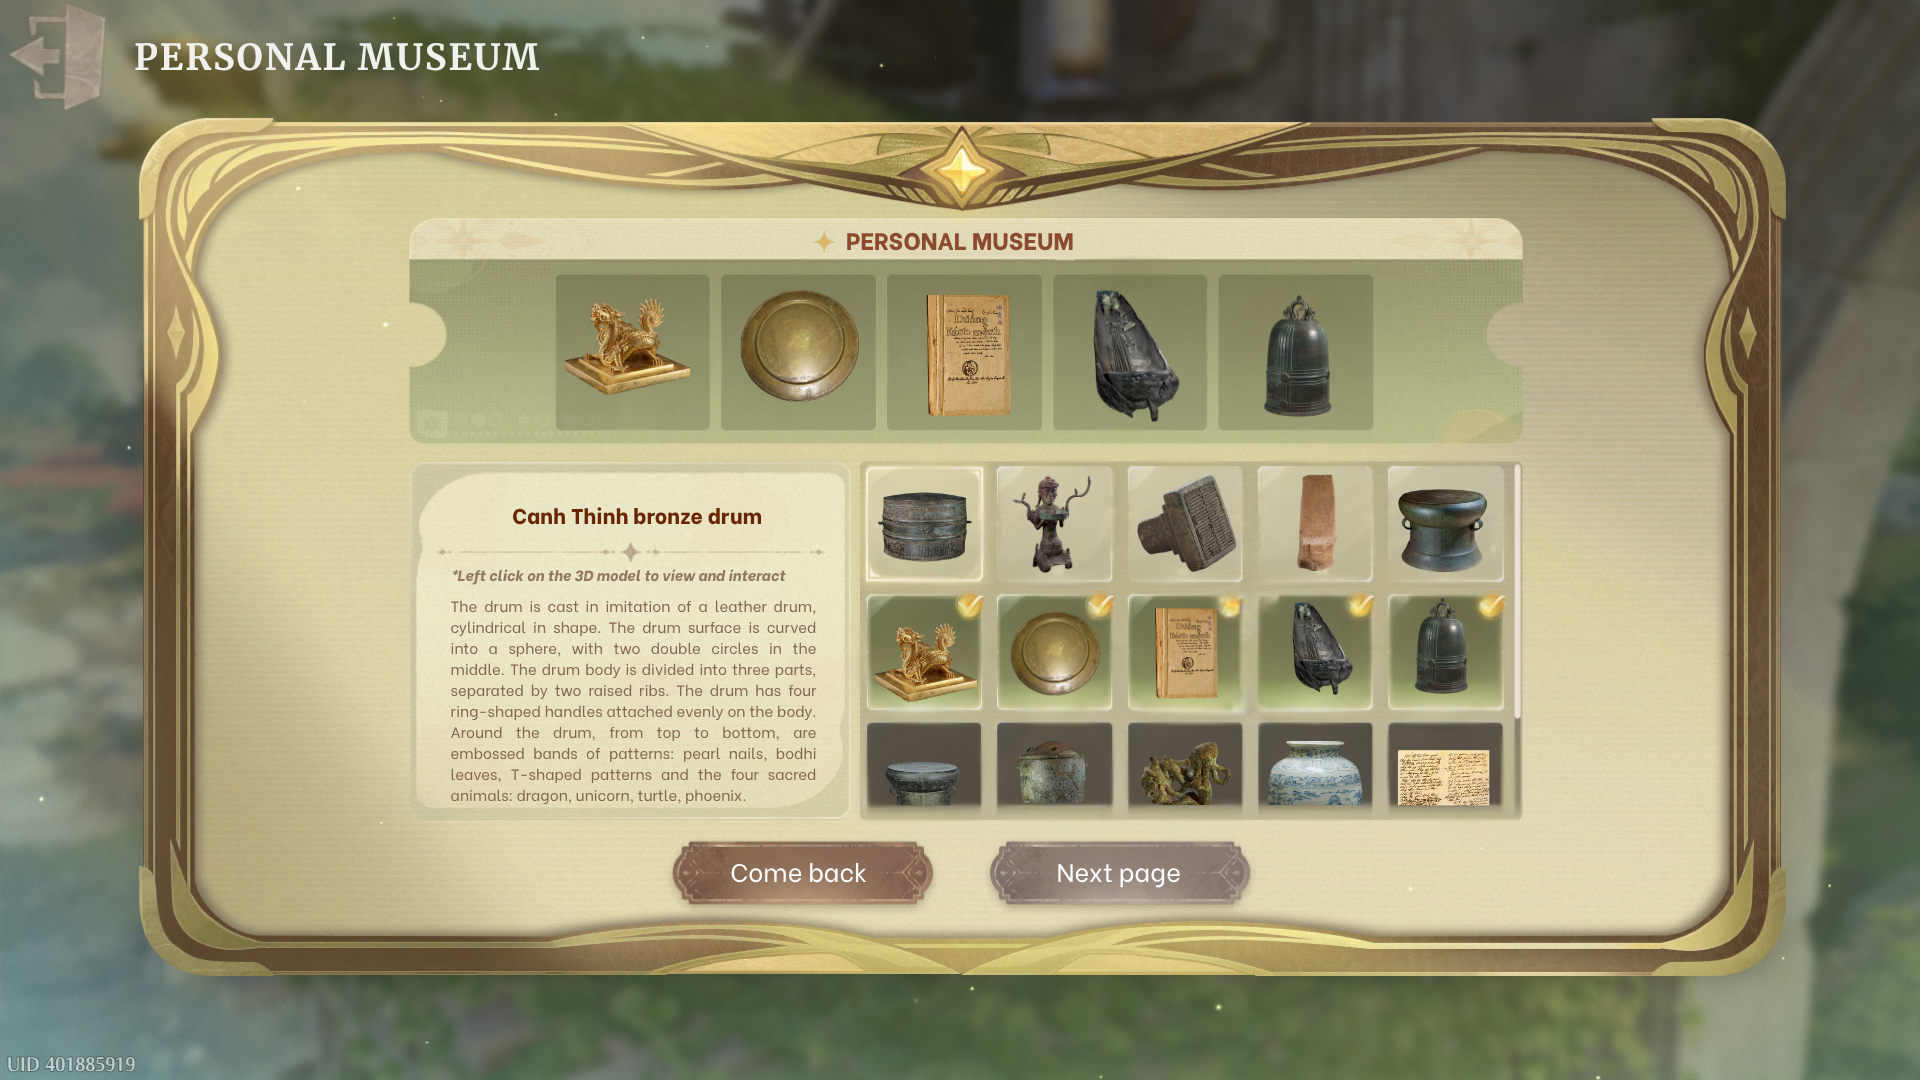 PERSONAL MUSEUM
PERSONAL MUSEUM
Đường
Kách mệnh
Canh Thinh bronze drum
*Left click on the 3D model to view and interact
The drum is cast in imitation of a leather drum,
cylindrical in shape. The drum surface is curved
into a sphere, with two double circles in the
middle. The drum body is divided into three parts,
separated by two raised ribs. The drum has four
ring-shaped handles attached evenly on the body.
Around the drum, from top to bottom, are
embossed bands of patterns: pearl nails, bodhi
leaves, T-shaped patterns and the four sacred
animals: dragon, unicorn, turtle, phoenix.
Come back
Next page
UID 401885919